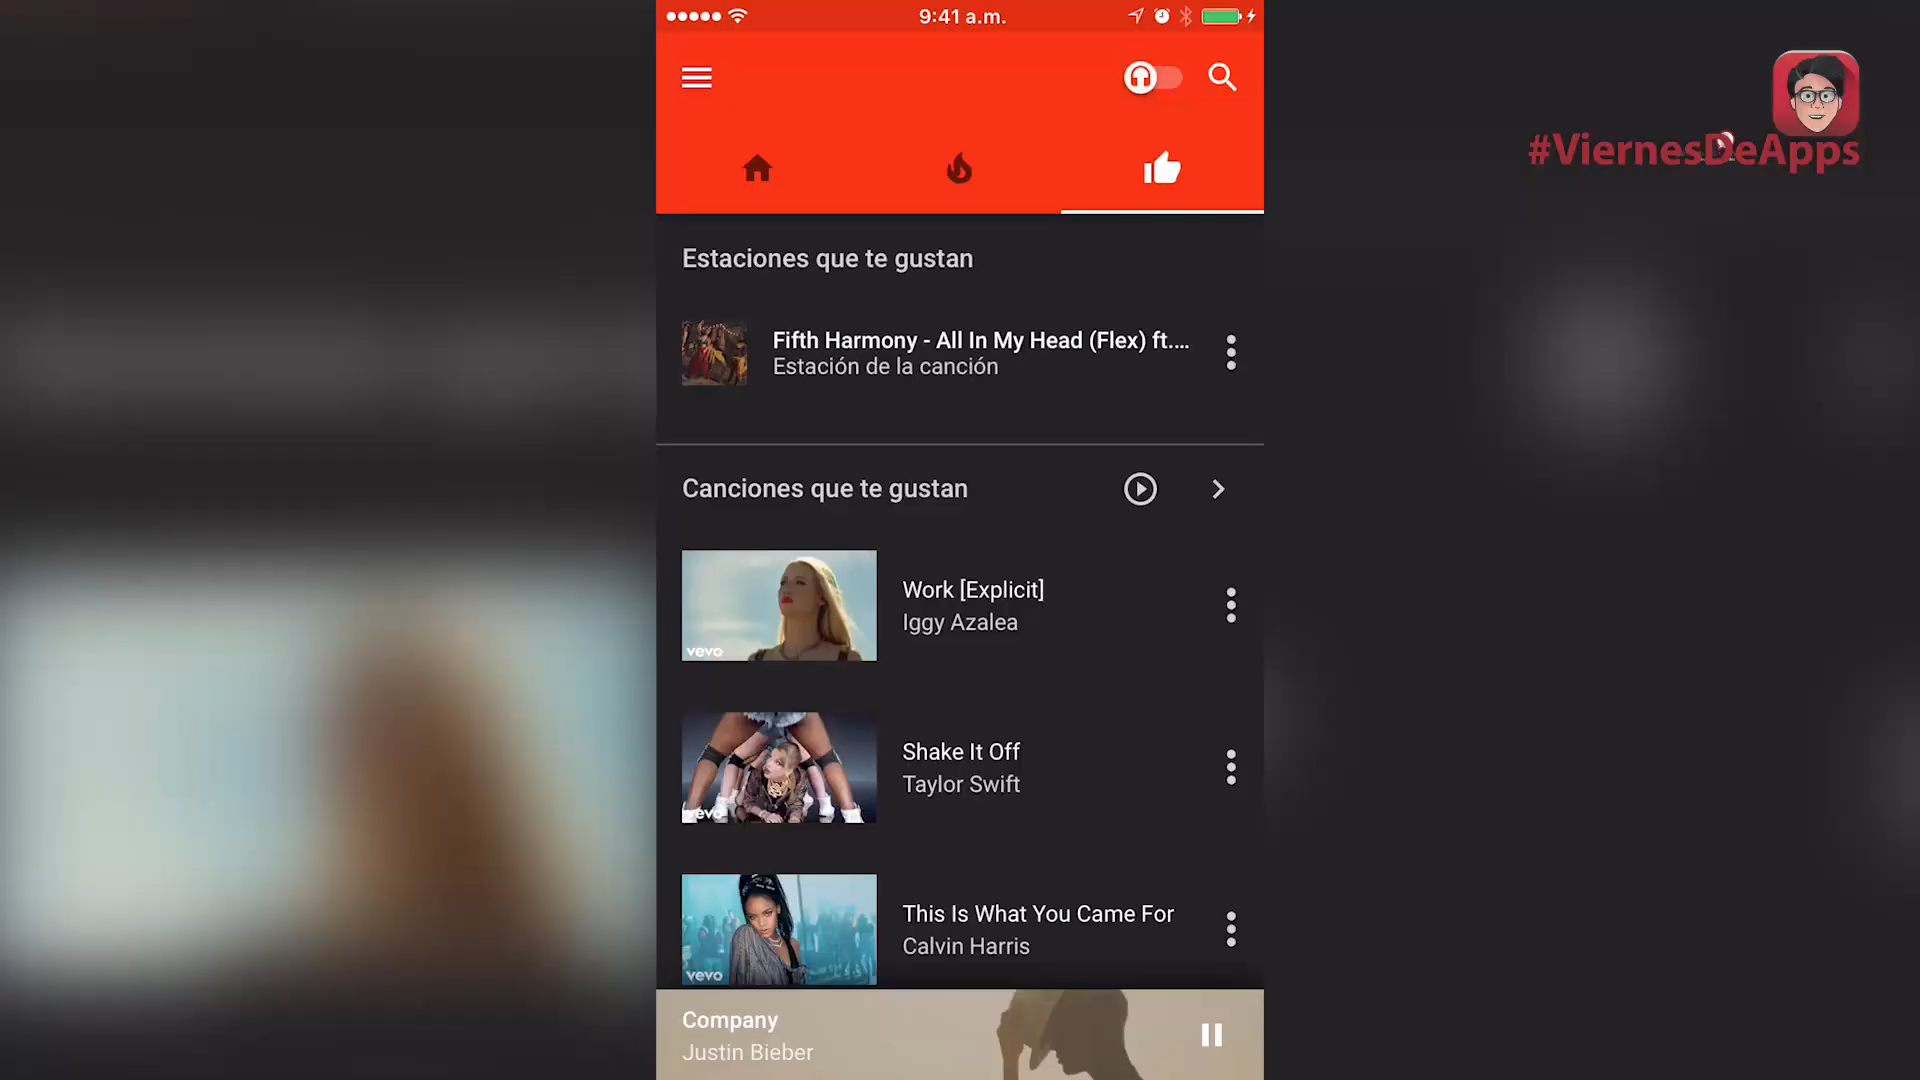 9:41 a.m.
#ViernesDeApps
Estaciones que te gustan
Fifth Harmony - All In My Head (Flex) ft....
Estación de la canción
Canciones que te gustan
vevo
Work [Explicit]
Iggy Azalea
vevo
Shake It Off
Taylor Swift
vevo
This Is What You Came For
Calvin Harris
Company
Justin Bieber